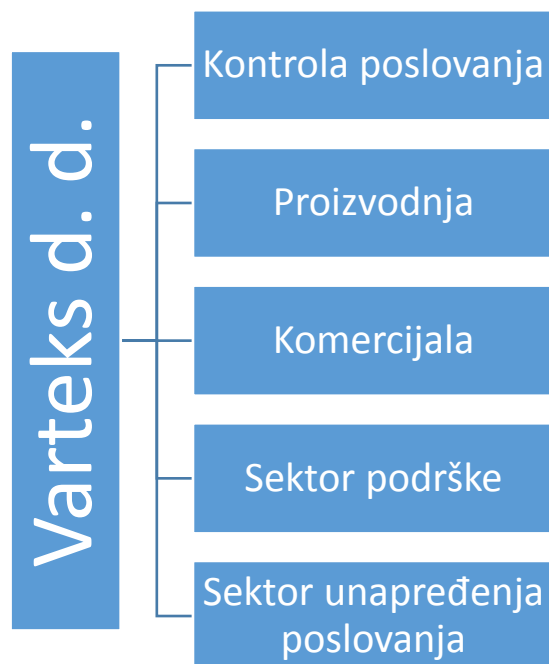 Varteks d. d.
Kontrola poslovanja
Proizvodnja
Komercijala
Sektor podrške
Sektor unapređenja
poslovanja